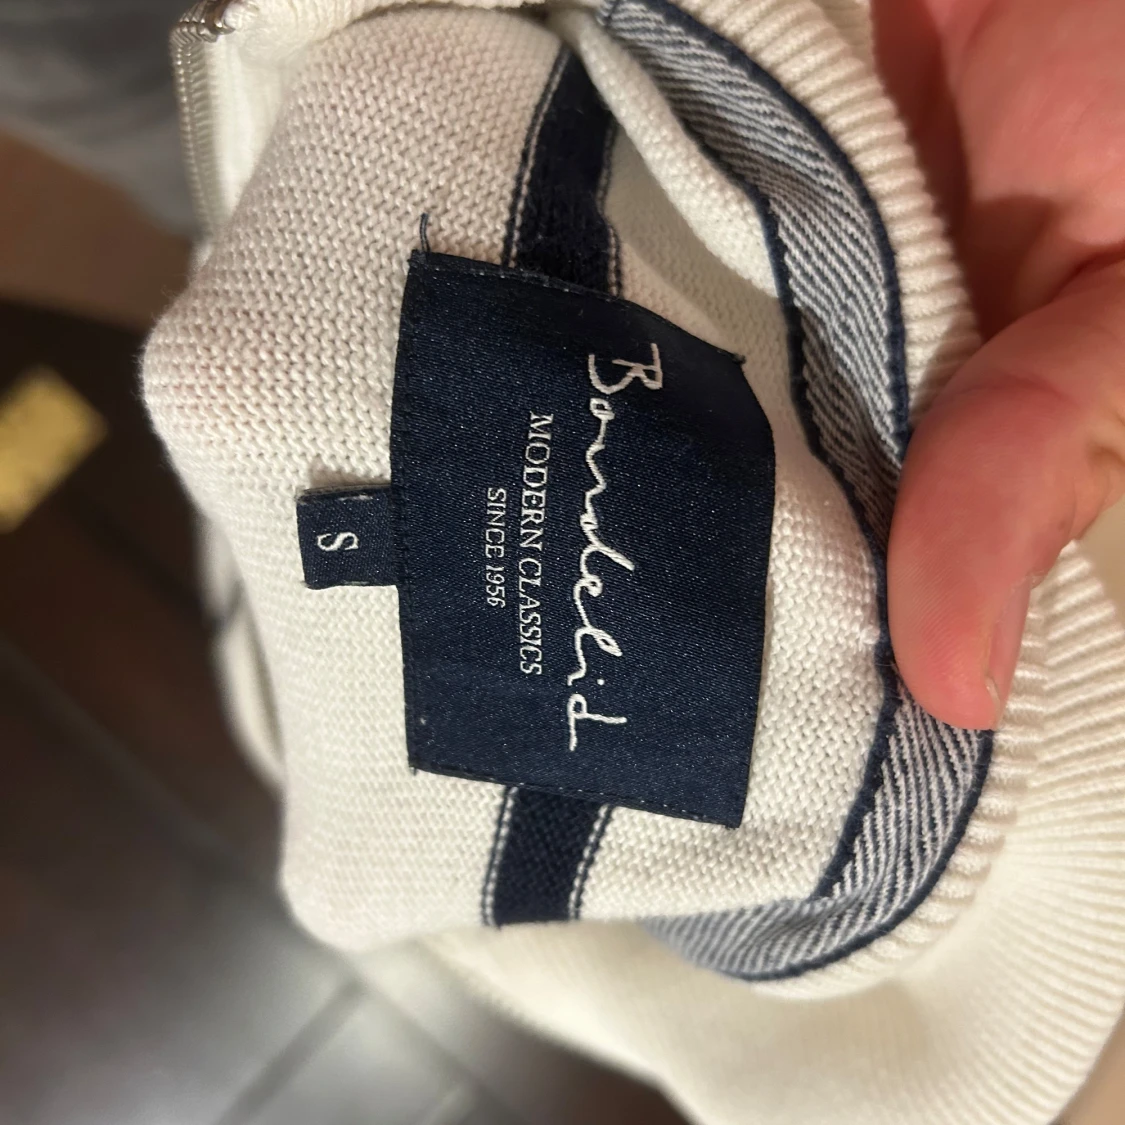 Bondelid
MODERN CLASSICS
SINCE 1956
S